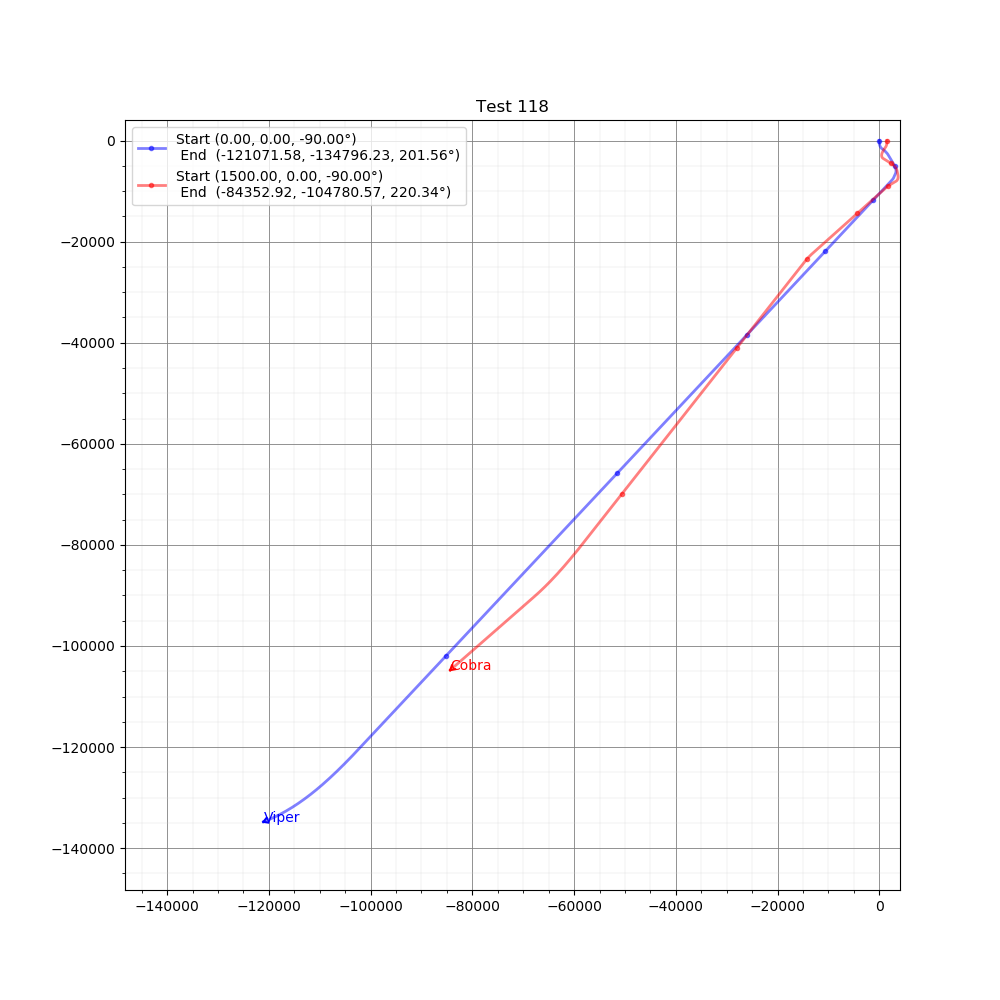 Test 118
Start (0.00, 0.00, -90.00°)
End (-121071.58, -134796.23, 201.56°)
Start (1500.00, 0.00, -90.00°)
End (-84352.92, -104780.57, 220.34°)
0
−20000
−40000
−60000
−80000
−100000
−120000
−140000
Cobra
Viper
−140000 −120000 −100000 −80000 −60000 −40000 −20000 0